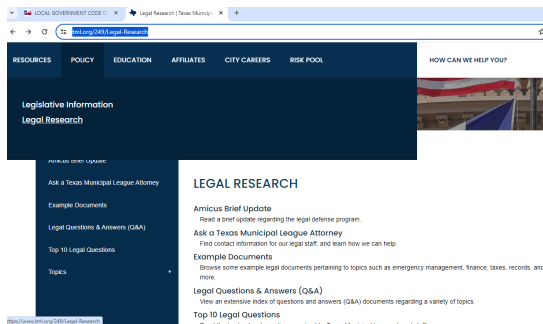 LOCAL GOVERNMENT CODE C
Legal Research | Texas Municip
tml.org/249/Legal-Research
RESOURCES POLICY EDUCATION AFFILIATES CITY CAREERS RISK POOL HOW CAN WE HELP YOU?
Legislative Information
Legal Research
Amicus Brief Update
Ask a Texas Municipal League Attorney
Example Documents
Legal Questions & Answers (Q&A)
Top 10 Legal Questions
Topics +
LEGAL RESEARCH
Amicus Brief Update
Read a brief update regarding the legal defense program.
Ask a Texas Municipal League Attorney
Find contact information for our legal staff, and learn how we can help.
Example Documents
Browse some example legal documents pertaining to topics such as emergency management, finance, taxes, records, and
more.
Legal Questions & Answers (Q&A)
View an extensive index of questions and answers (Q&A) documents regarding a variety of topics.
Top 10 Legal Questions
https://www.tml.org/249/Legal-Research